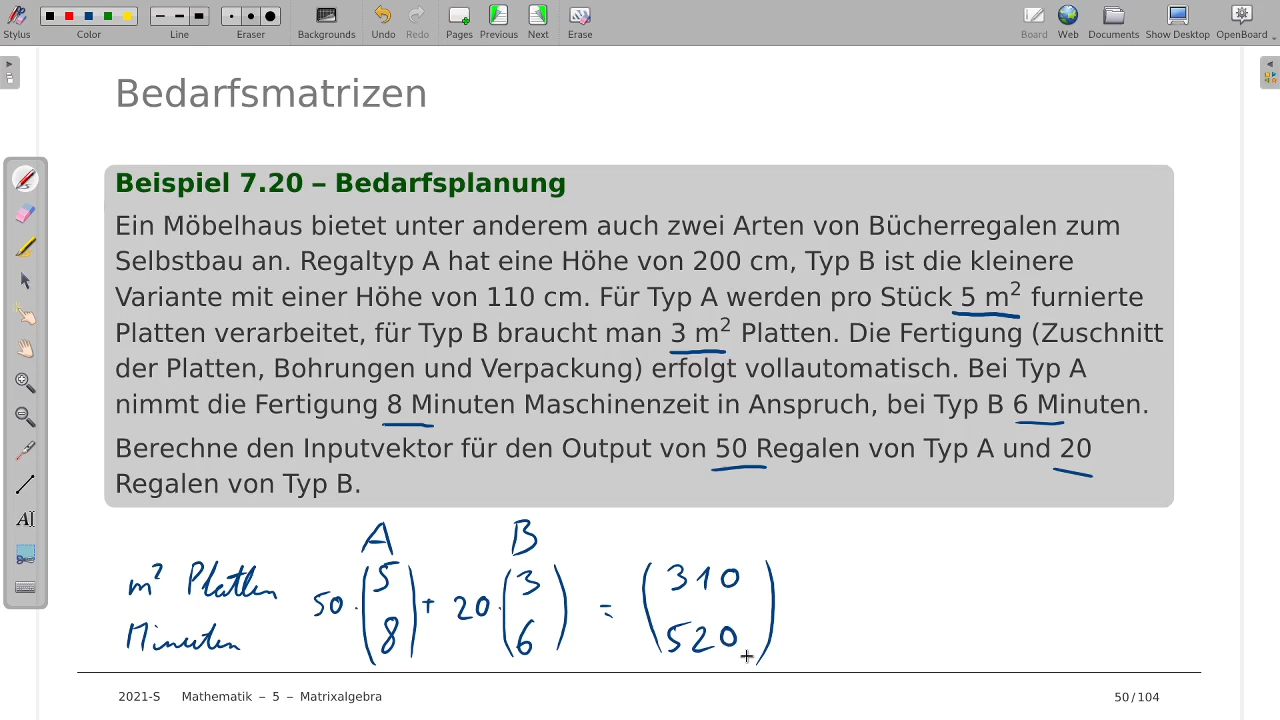 Stylus Color Line Eraser Backgrounds Undo Redo Pages Previous Next Erase Board Web Documents Show Desktop OpenBoard
Bedarfsmatrizen
Beispiel 7.20 – Bedarfsplanung
Ein Möbelhaus bietet unter anderem auch zwei Arten von Bücherregalen zum
Selbstbau an. Regaltyp A hat eine Höhe von 200 cm, Typ B ist die kleinere
Variante mit einer Höhe von 110 cm. Für Typ A werden pro Stück 5 m² furnierte
Platten verarbeitet, für Typ B braucht man 3 m² Platten. Die Fertigung (Zuschnitt
der Platten, Bohrungen und Verpackung) erfolgt vollautomatisch. Bei Typ A
nimmt die Fertigung 8 Minuten Maschinenzeit in Anspruch, bei Typ B 6 Minuten.
Berechne den Inputvektor für den Output von 50 Regalen von Typ A und 20
Regalen von Typ B.
A B
m² Platten 5 3 310
50 · ( ) + 20 · ( ) = ( )
Minuten 8 6 520
2021-S Mathematik – 5 – Matrixalgebra 50/104
AI